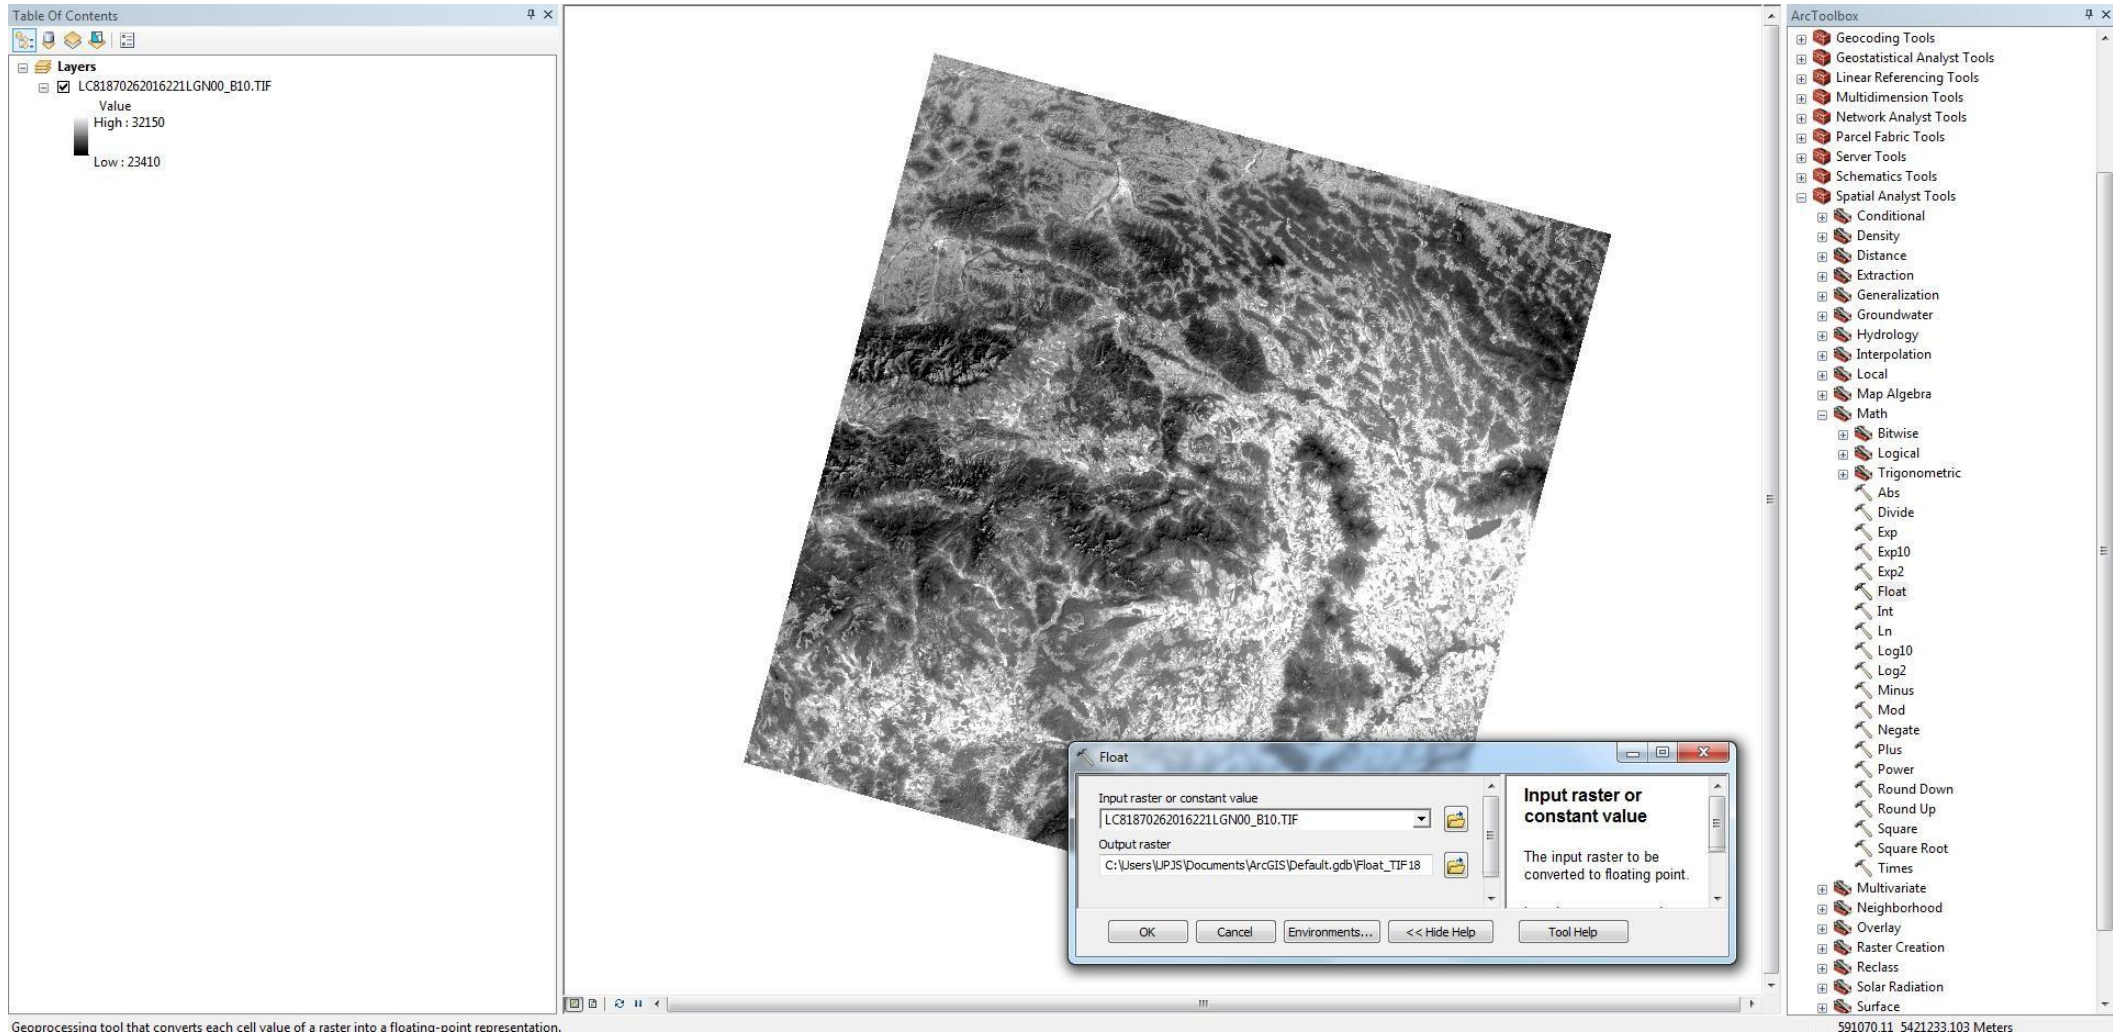 Table Of Contents
Layers
LC81870262016221LGN00_B10.TIF
Value
High : 32150
Low : 23410
Float
Input raster or constant value
LC81870262016221LGN00_B10.TIF
Output raster
C:\Users\UPJS\Documents\ArcGIS\Default.gdb\Float_TIF18
Input raster or
constant value
The input raster to be
converted to floating point.
OK
Cancel
Environments...
<< Hide Help
Tool Help
ArcToolbox
Geocoding Tools
Geostatistical Analyst Tools
Linear Referencing Tools
Multidimension Tools
Network Analyst Tools
Parcel Fabric Tools
Server Tools
Schematics Tools
Spatial Analyst Tools
Conditional
Density
Distance
Extraction
Generalization
Groundwater
Hydrology
Interpolation
Local
Map Algebra
Math
Bitwise
Logical
Trigonometric
Abs
Divide
Exp
Exp10
Exp2
Float
Int
Ln
Log10
Log2
Minus
Mod
Negate
Plus
Power
Round Down
Round Up
Square
Square Root
Times
Multivariate
Neighborhood
Overlay
Raster Creation
Reclass
Solar Radiation
Surface
Geoprocessing tool that converts each cell value of a raster into a floating-point representation.
591070.11 5421233.103 Meters